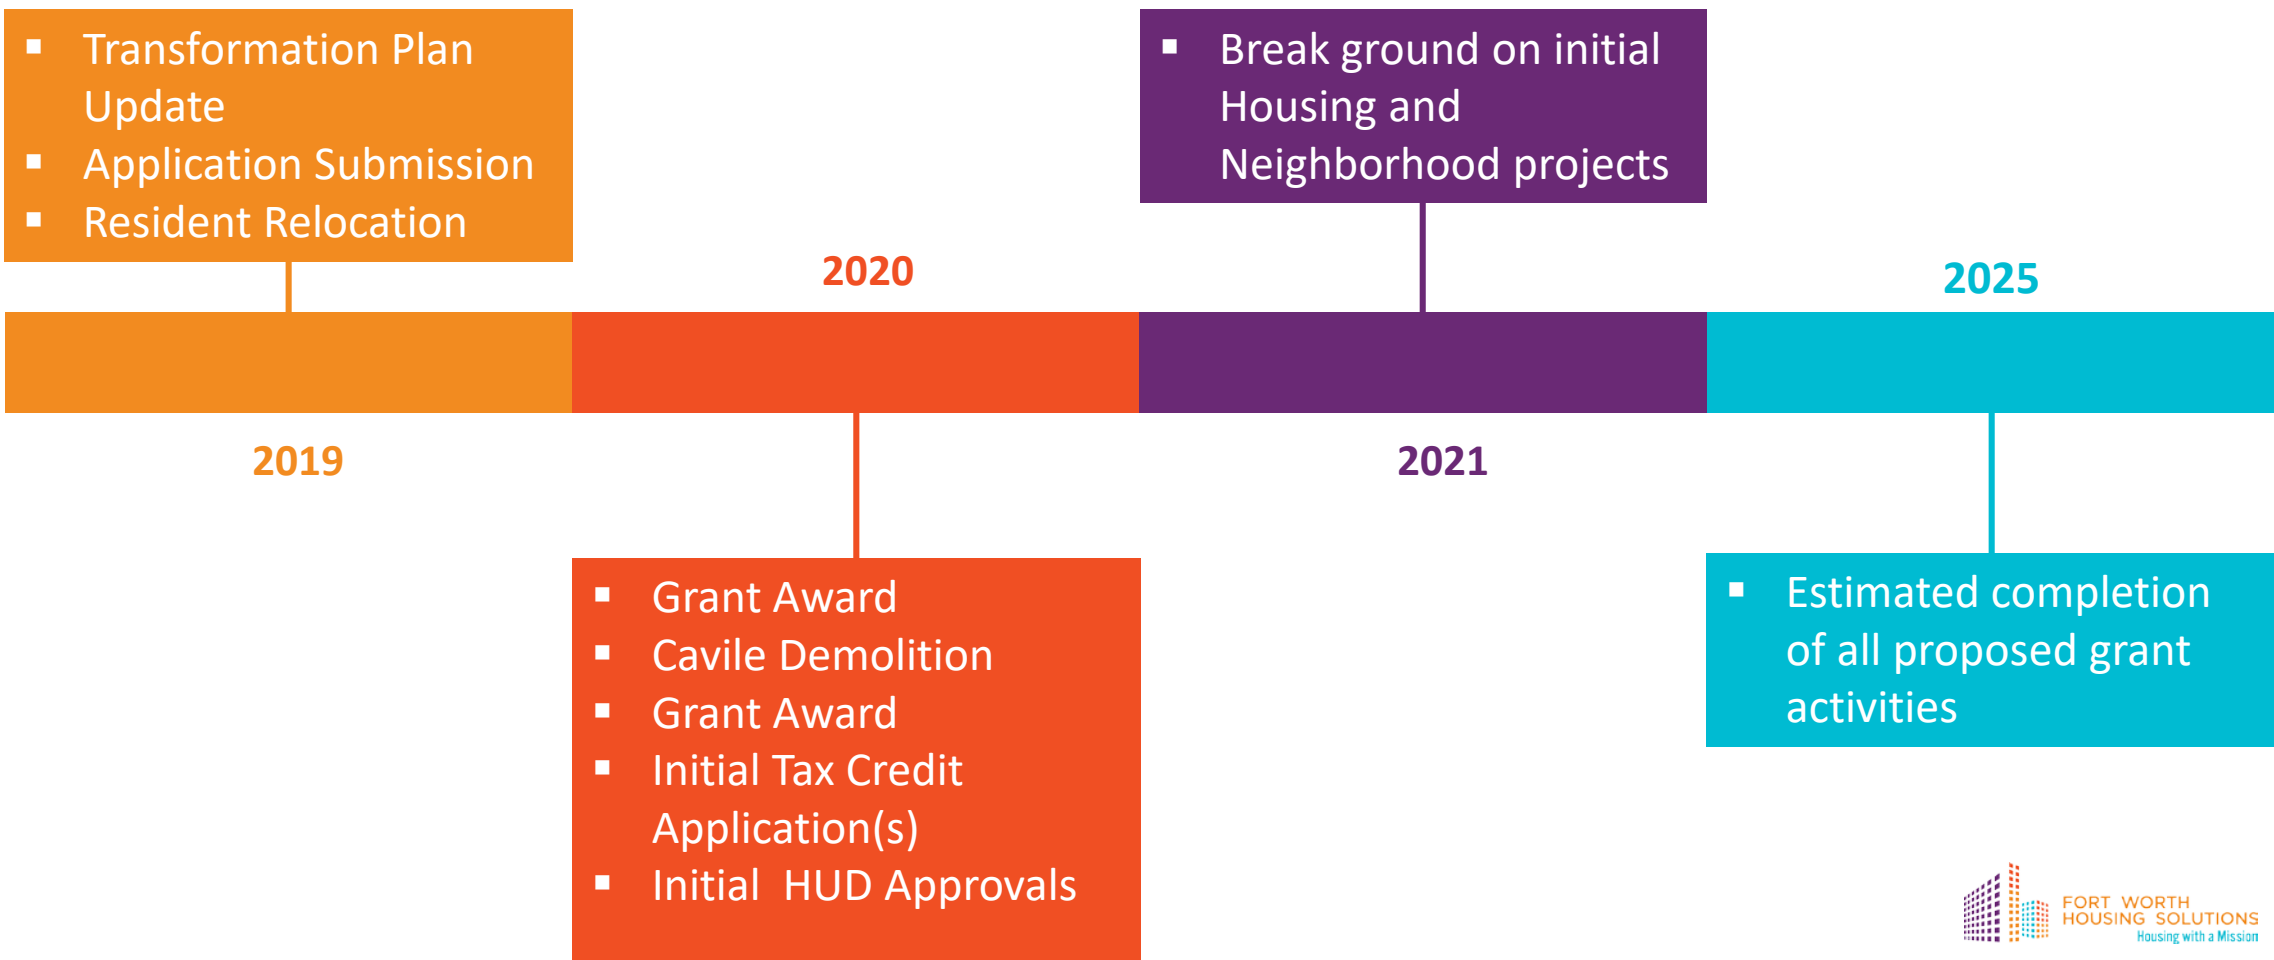 ▪ Transformation Plan
Update
▪ Application Submission
▪ Resident Relocation
2019
2020
▪ Grant Award
▪ Cavile Demolition
▪ Grant Award
▪ Initial Tax Credit
Application(s)
▪ Initial  HUD Approvals
▪ Break ground on initial
Housing and
Neighborhood projects
2021
2025
▪ Estimated completion
of all proposed grant
activities
FORT WORTH
HOUSING SOLUTIONS
Housing with a Mission